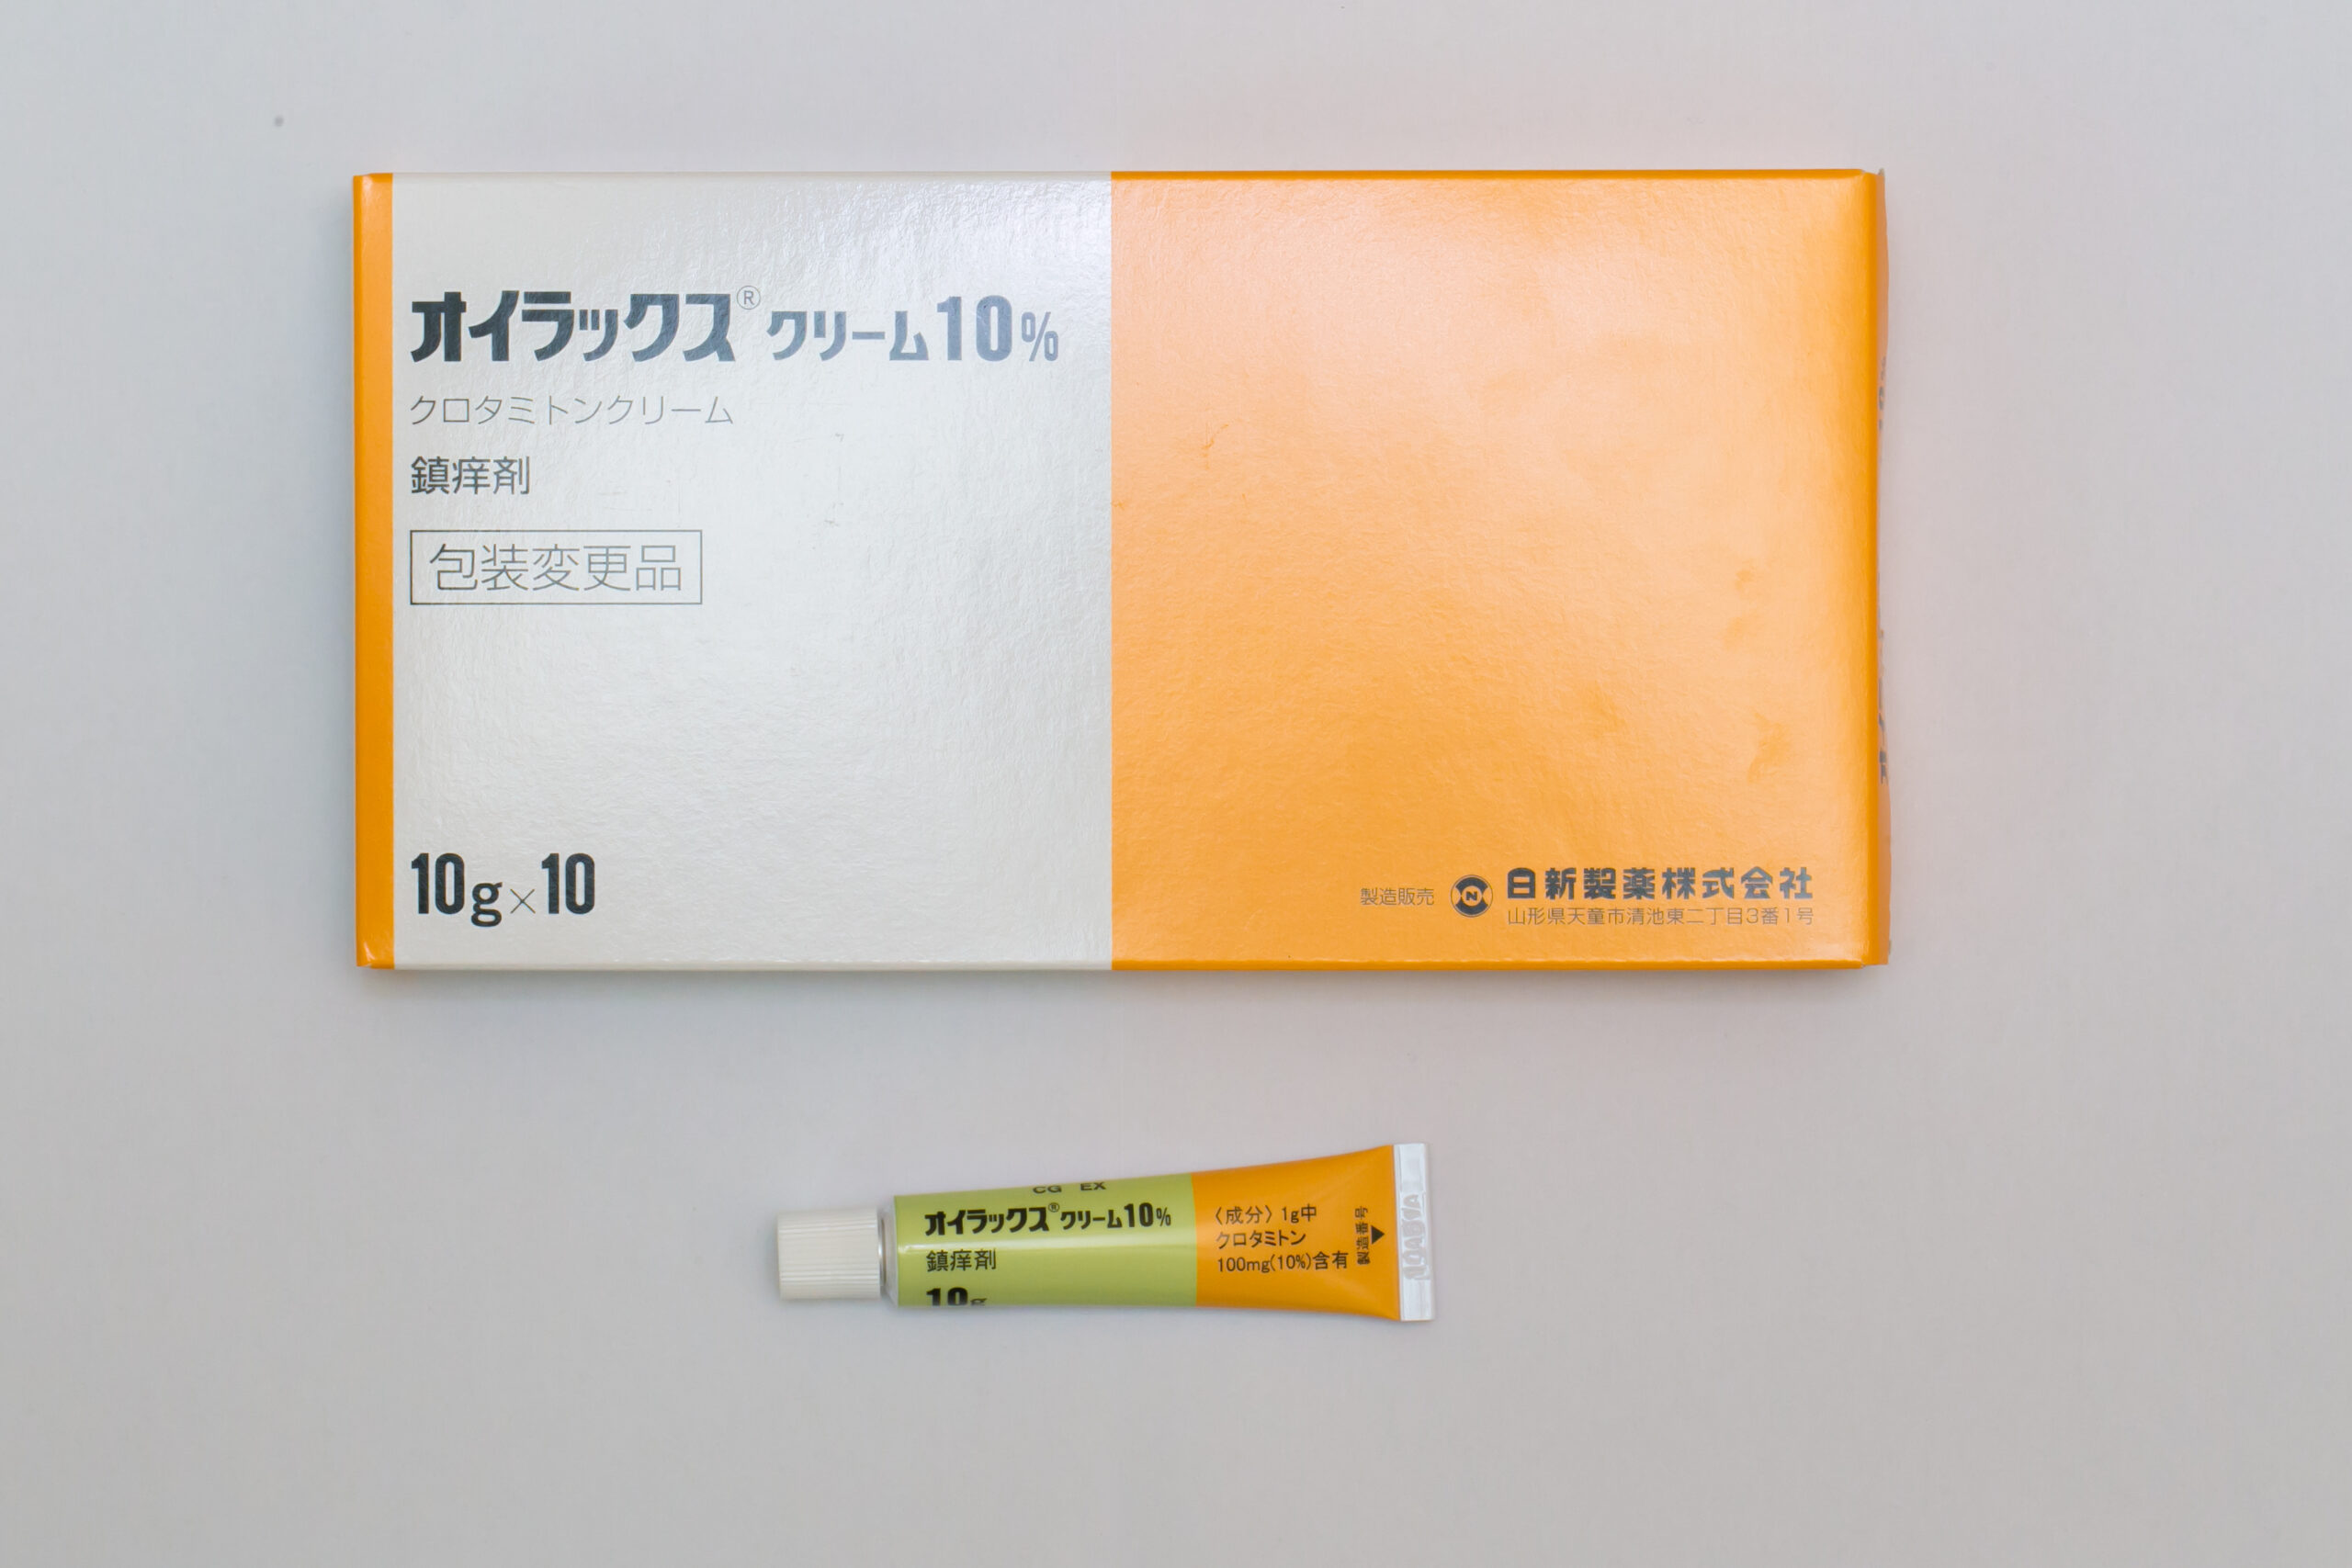 オイラックス® クリーム10%
クロタミトンクリーム
鎮痒剤
包装変更品
10g×10
製造販売 日新製薬株式会社
山形県天童市清池東二丁目3番1号
CG EX
オイラックス® クリーム10%
鎮痒剤
10g
〈成分〉1g中
クロタミトン
100mg(10%)含有
製造番号